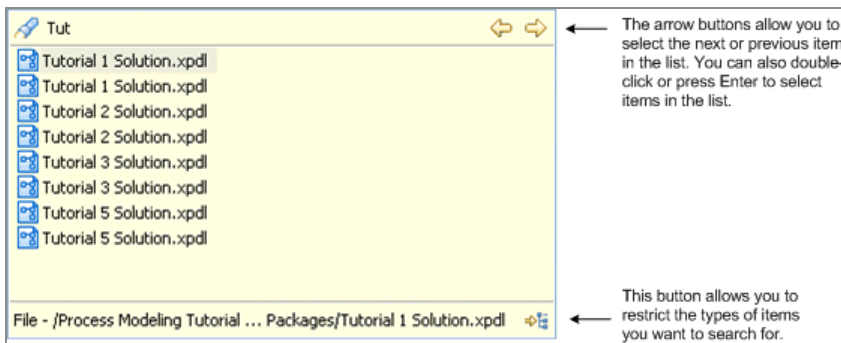 Tut
Tutorial 1 Solution.xpdl
Tutorial 1 Solution.xpdl
Tutorial 2 Solution.xpdl
Tutorial 2 Solution.xpdl
Tutorial 3 Solution.xpdl
Tutorial 3 Solution.xpdl
Tutorial 5 Solution.xpdl
Tutorial 5 Solution.xpdl
File - /Process Modeling Tutorial ... Packages/Tutorial 1 Solution.xpdl
The arrow buttons allow you to
select the next or previous item
in the list. You can also double-
click or press Enter to select
items in the list.
This button allows you to
restrict the types of items
you want to search for.